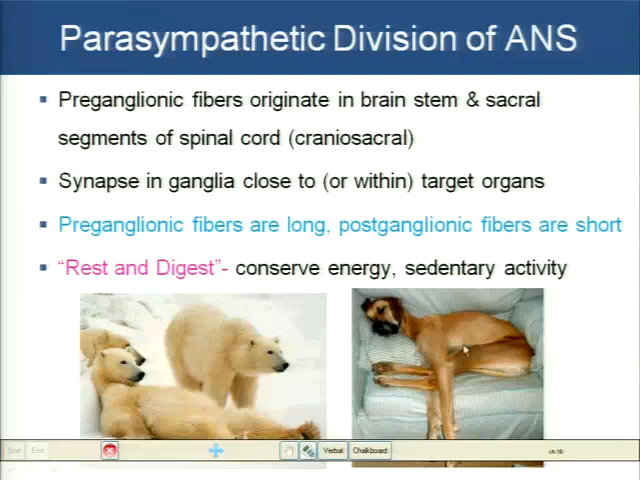 Parasympathetic Division of ANS
Preganglionic fibers originate in brain stem & sacral
segments of spinal cord (craniosacral)
Synapse in ganglia close to (or within) target organs
Preganglionic fibers are long, postganglionic fibers are short
“Rest and Digest”- conserve energy, sedentary activity
Start End Verbal Chalkboard